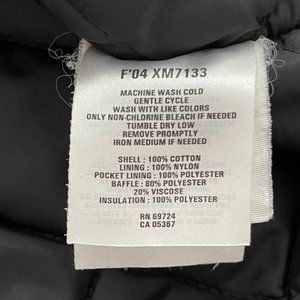 F'04 XM7133
MACHINE WASH COLD
GENTLE CYCLE
WASH WITH LIKE COLORS
ONLY NON-CHLORINE BLEACH IF NEEDED
TUMBLE DRY LOW
REMOVE PROMPTLY
IRON MEDIUM IF NEEDED
SHELL : 100% COTTON
LINING : 100% NYLON
POCKET LINING : 100% POLYESTER
BAFFLE : 80% POLYESTER
20% VISCOSE
INSULATION : 100% POLYESTER
RN 69724
CA 05367